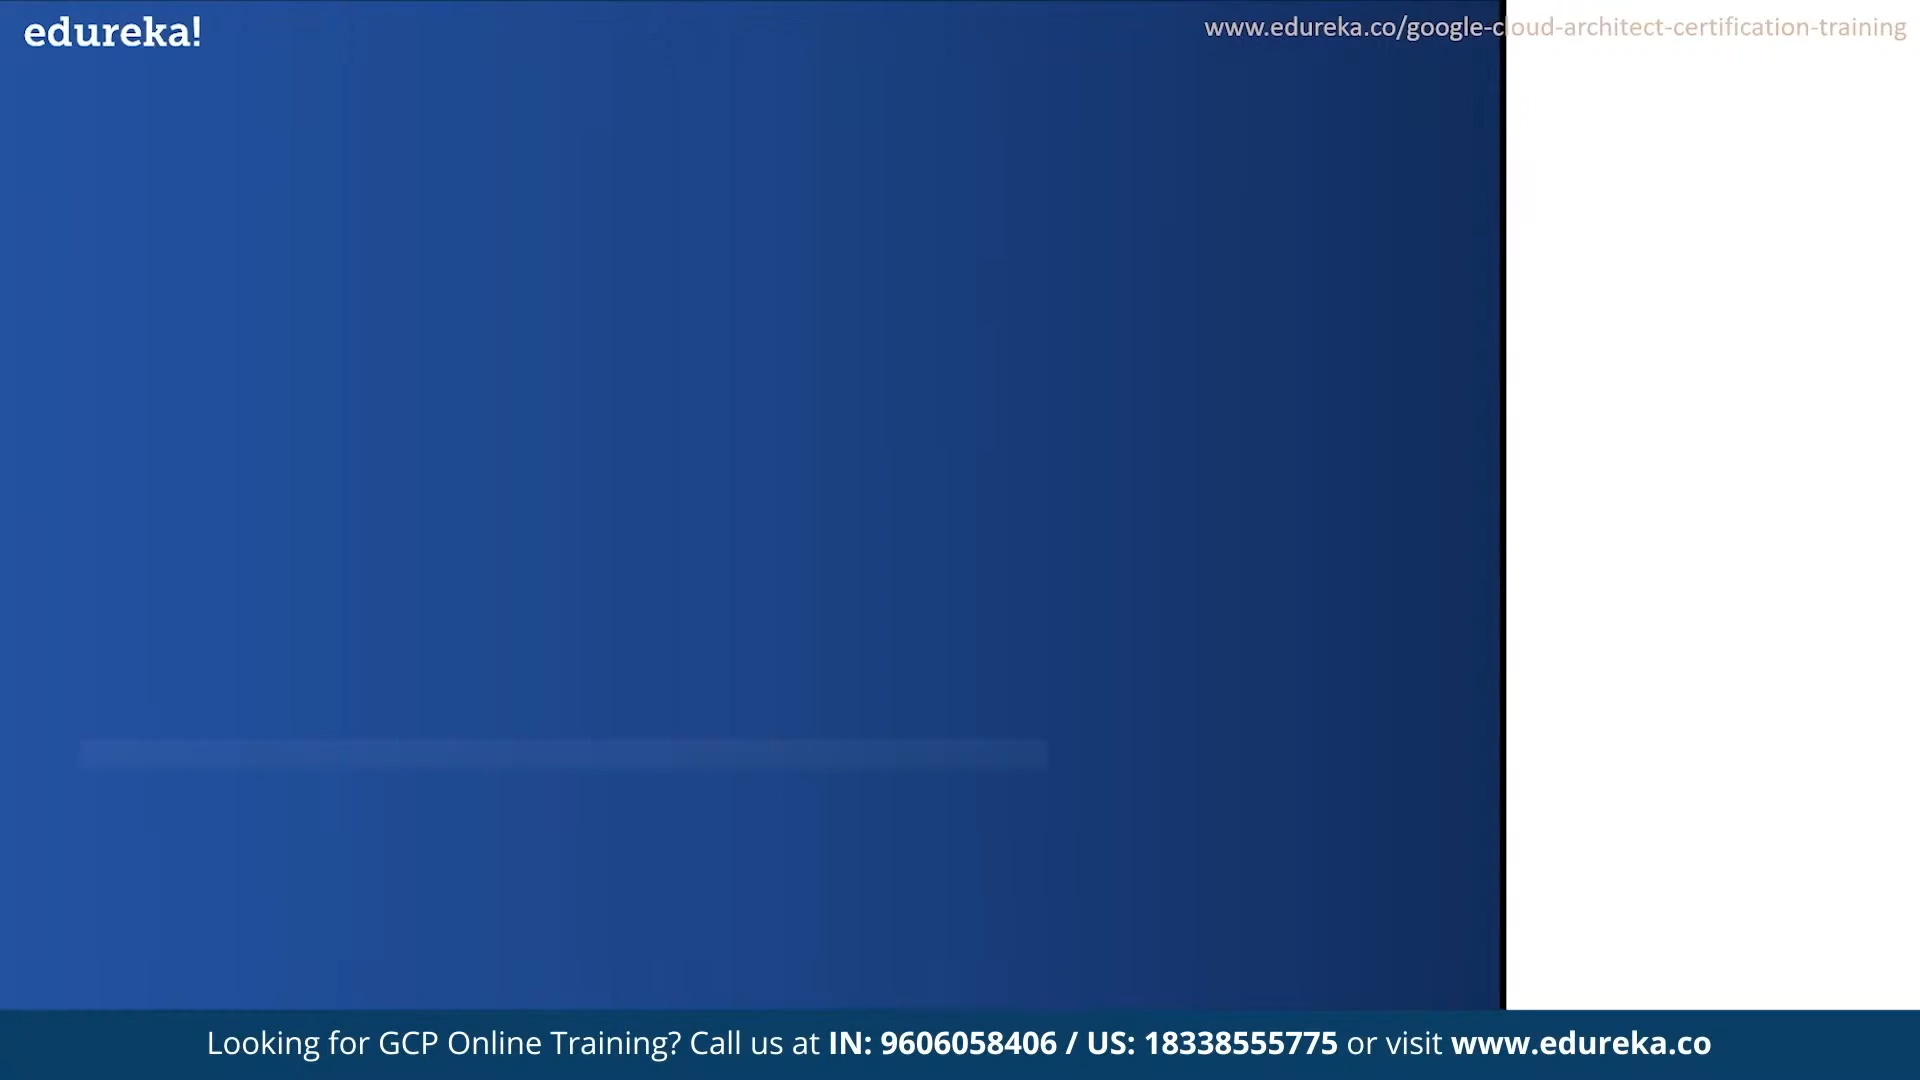 edureka!
www.edureka.co/google-cloud-architect-certification-training
Looking for GCP Online Training? Call us at IN: 9606058406 / US: 18338555775 or visit www.edureka.co